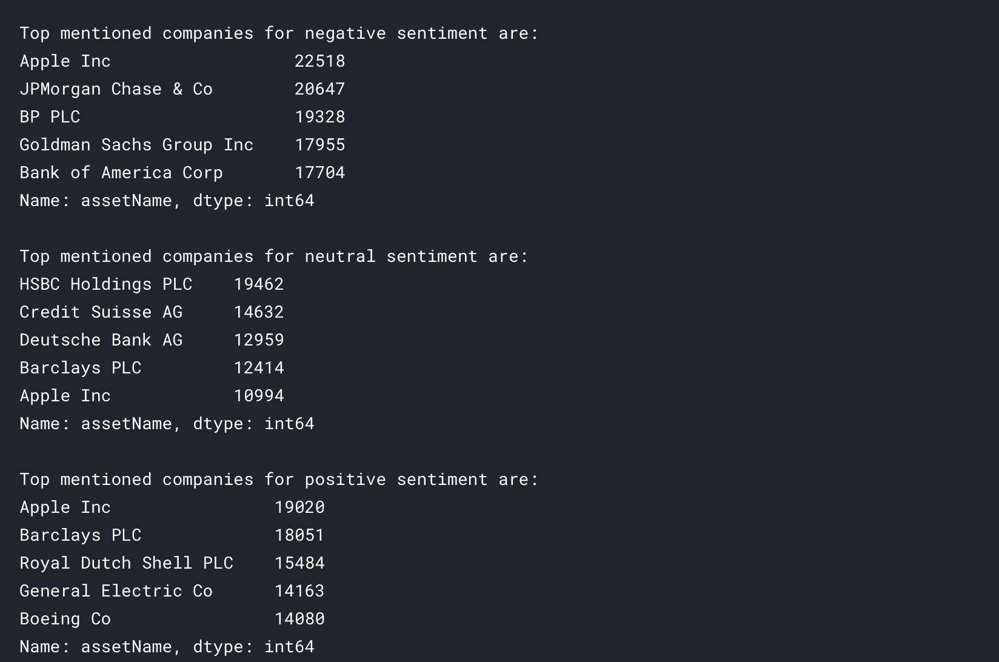 Top mentioned companies for negative sentiment are:
Apple Inc                  22518
JPMorgan Chase & Co        20647
BP PLC                     19328
Goldman Sachs Group Inc    17955
Bank of America Corp       17704
Name: assetName, dtype: int64

Top mentioned companies for neutral sentiment are:
HSBC Holdings PLC    19462
Credit Suisse AG     14632
Deutsche Bank AG     12959
Barclays PLC         12414
Apple Inc            10994
Name: assetName, dtype: int64

Top mentioned companies for positive sentiment are:
Apple Inc                19020
Barclays PLC             18051
Royal Dutch Shell PLC    15484
General Electric Co      14163
Boeing Co                14080
Name: assetName, dtype: int64